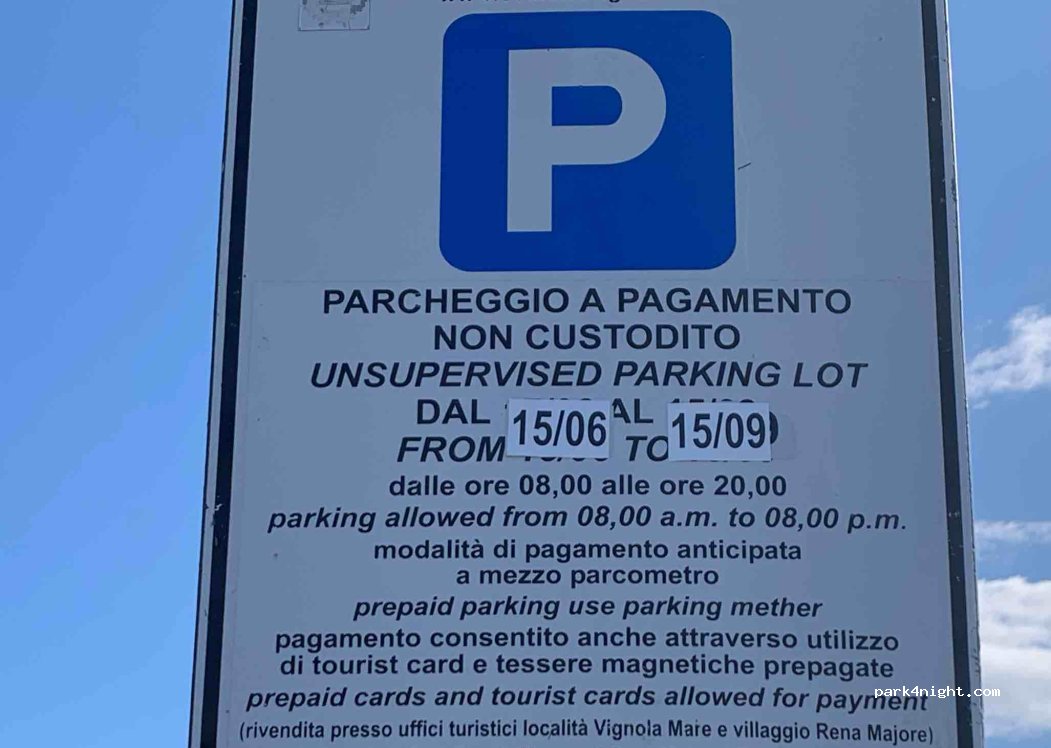 P
PARCHEGGIO A PAGAMENTO
NON CUSTODITO
UNSUPERVISED PARKING LOT
DAL 15/06 AL 15/09
FROM TO
dalle ore 08,00 alle ore 20,00
parking allowed from 08,00 a.m. to 08,00 p.m.
modalità di pagamento anticipata
a mezzo parcometro
prepaid parking use parking mether
pagamento consentito anche attraverso utilizzo
di tourist card e tessere magnetiche prepagate
prepaid cards and tourist cards allowed for payment
park4night.com
(rivendita presso uffici turistici località Vignola Mare e villaggio Rena Majore)